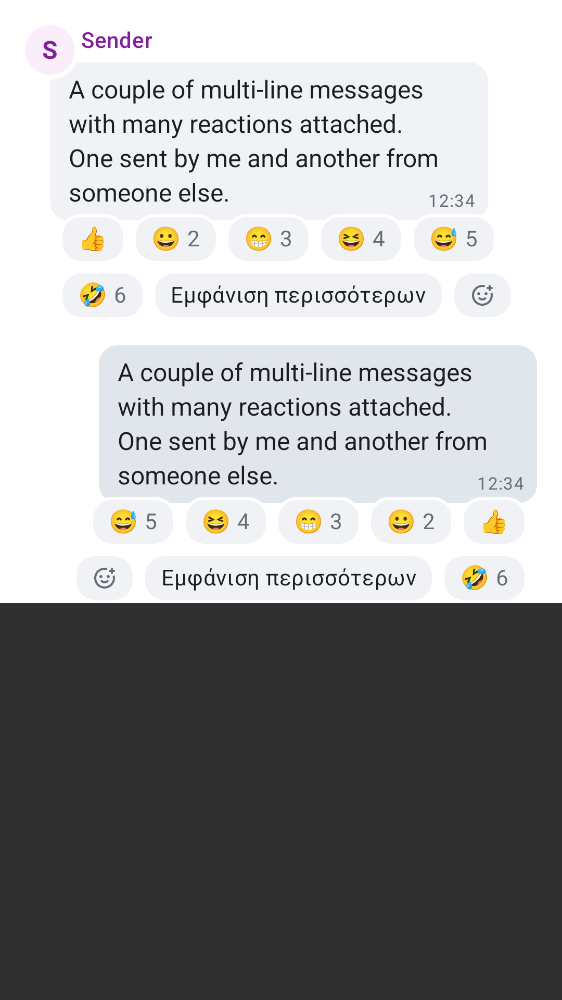 S
Sender
A couple of multi-line messages
with many reactions attached.
One sent by me and another from
someone else.
12:34
👍 😀 2 😁 3 😆 4 😅 5
🤣 6 Εμφάνιση περισσότερων
A couple of multi-line messages
with many reactions attached.
One sent by me and another from
someone else.
12:34
😅 5 😆 4 😁 3 😀 2 👍
Εμφάνιση περισσότερων 🤣 6